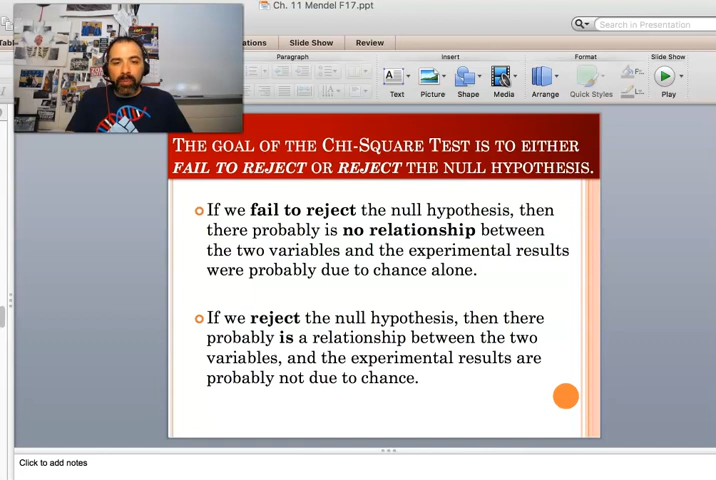 Ch. 11 Mendel F17.ppt
Search in Presentation
Slide Show
Review
Paragraph
Insert
Format
Slide Show
Text
Picture
Shape
Media
Arrange
Quick Styles
Play
THE GOAL OF THE CHI-SQUARE TEST IS TO EITHER
FAIL TO REJECT OR REJECT THE NULL HYPOTHESIS.
If we fail to reject the null hypothesis, then
there probably is no relationship between
the two variables and the experimental results
were probably due to chance alone.
If we reject the null hypothesis, then there
probably is a relationship between the two
variables, and the experimental results are
probably not due to chance.
Click to add notes